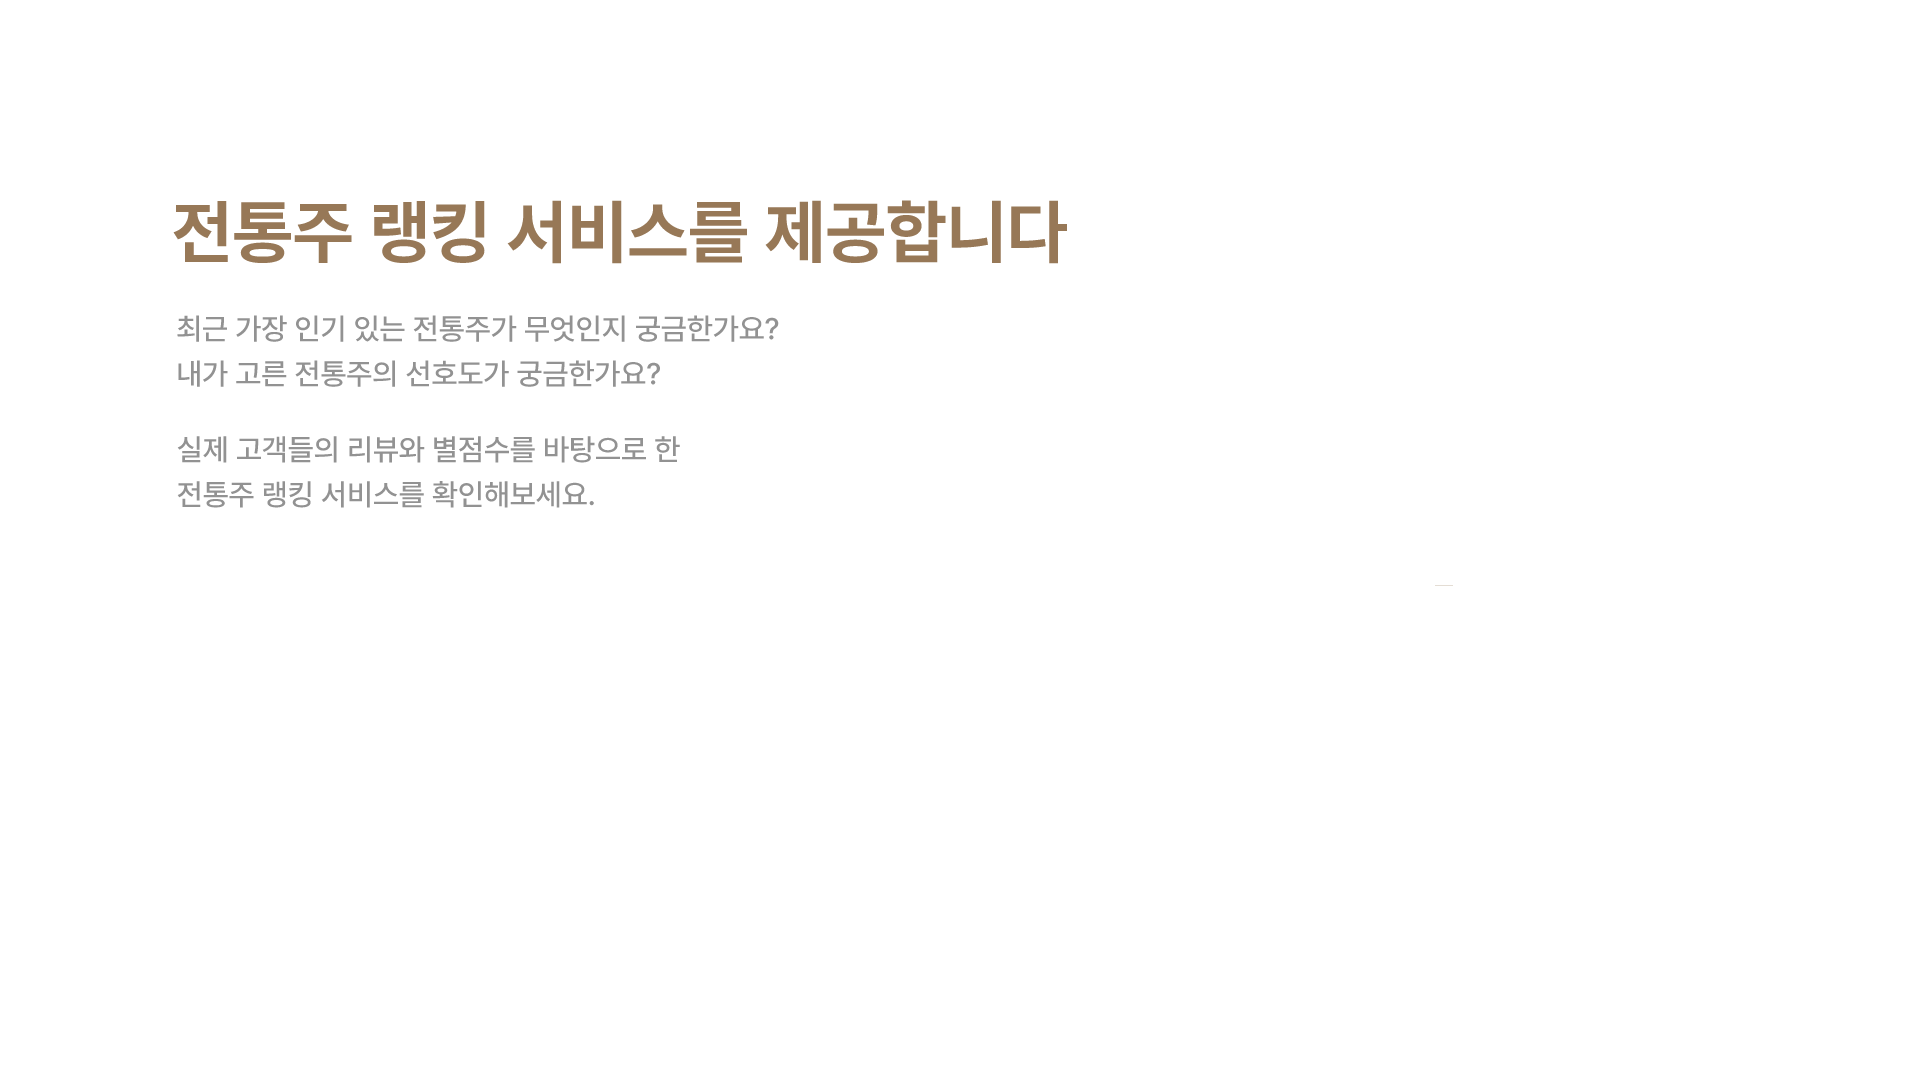 전통주 랭킹 서비스를 제공합니다
최근 가장 인기 있는 전통주가 무엇인지 궁금한가요?
내가 고른 전통주의 선호도가 궁금한가요?
실제 고객들의 리뷰와 별점수를 바탕으로 한
전통주 랭킹 서비스를 확인해보세요.